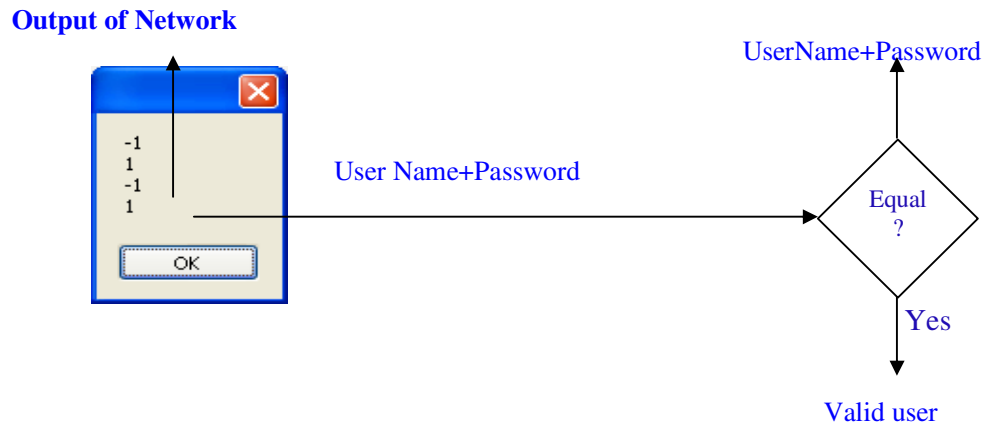 Output of Network
UserName+Password
-1
1
-1
1
User Name+Password
Equal
?
OK
Yes
Valid user